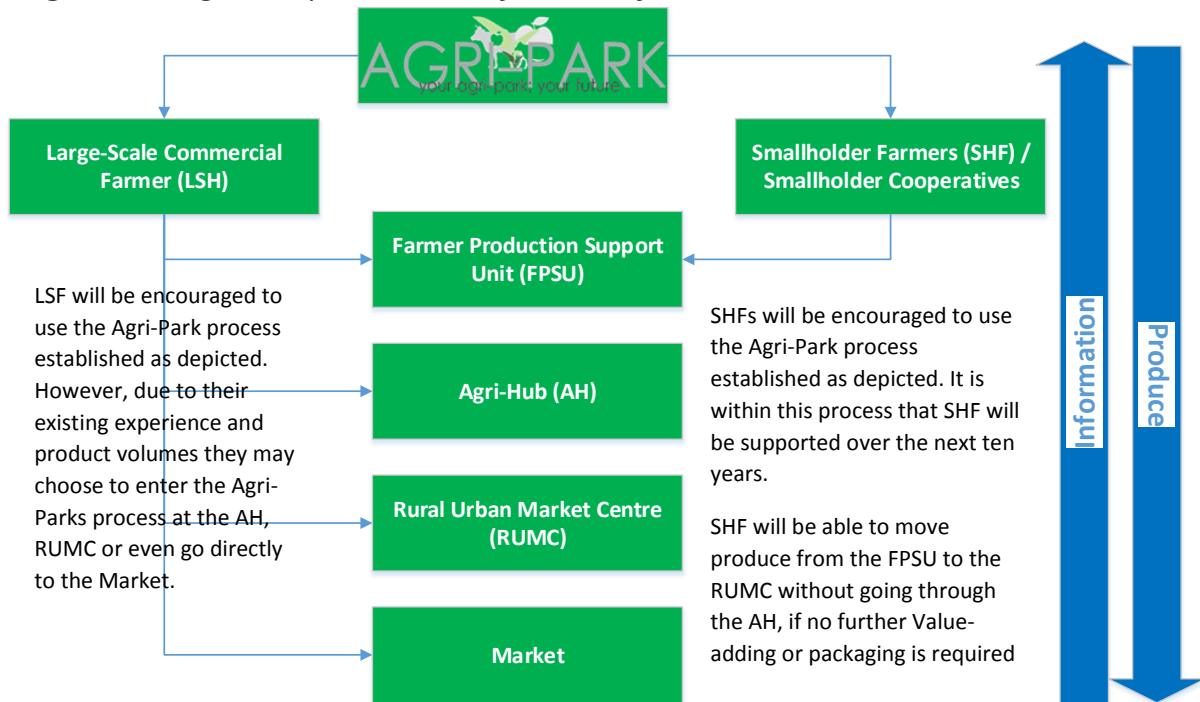 AGRI-PARK
your agri-park; your future
Large-Scale Commercial
Farmer (LSH)
Smallholder Farmers (SHF) /
Smallholder Cooperatives
Farmer Production Support
Unit (FPSU)
LSF will be encouraged to
use the Agri-Park process
established as depicted.
However, due to their
existing experience and
product volumes they may
choose to enter the Agri-
Parks process at the AH,
RUMC or even go directly
to the Market.
Agri-Hub (AH)
Rural Urban Market Centre
(RUMC)
Market
SHFs will be encouraged to use
the Agri-Park process
established as depicted. It is
within this process that SHF will
be supported over the next ten
years.
SHF will be able to move
produce from the FPSU to the
RUMC without going through
the AH, if no further Value-
adding or packaging is required
Information
Produce